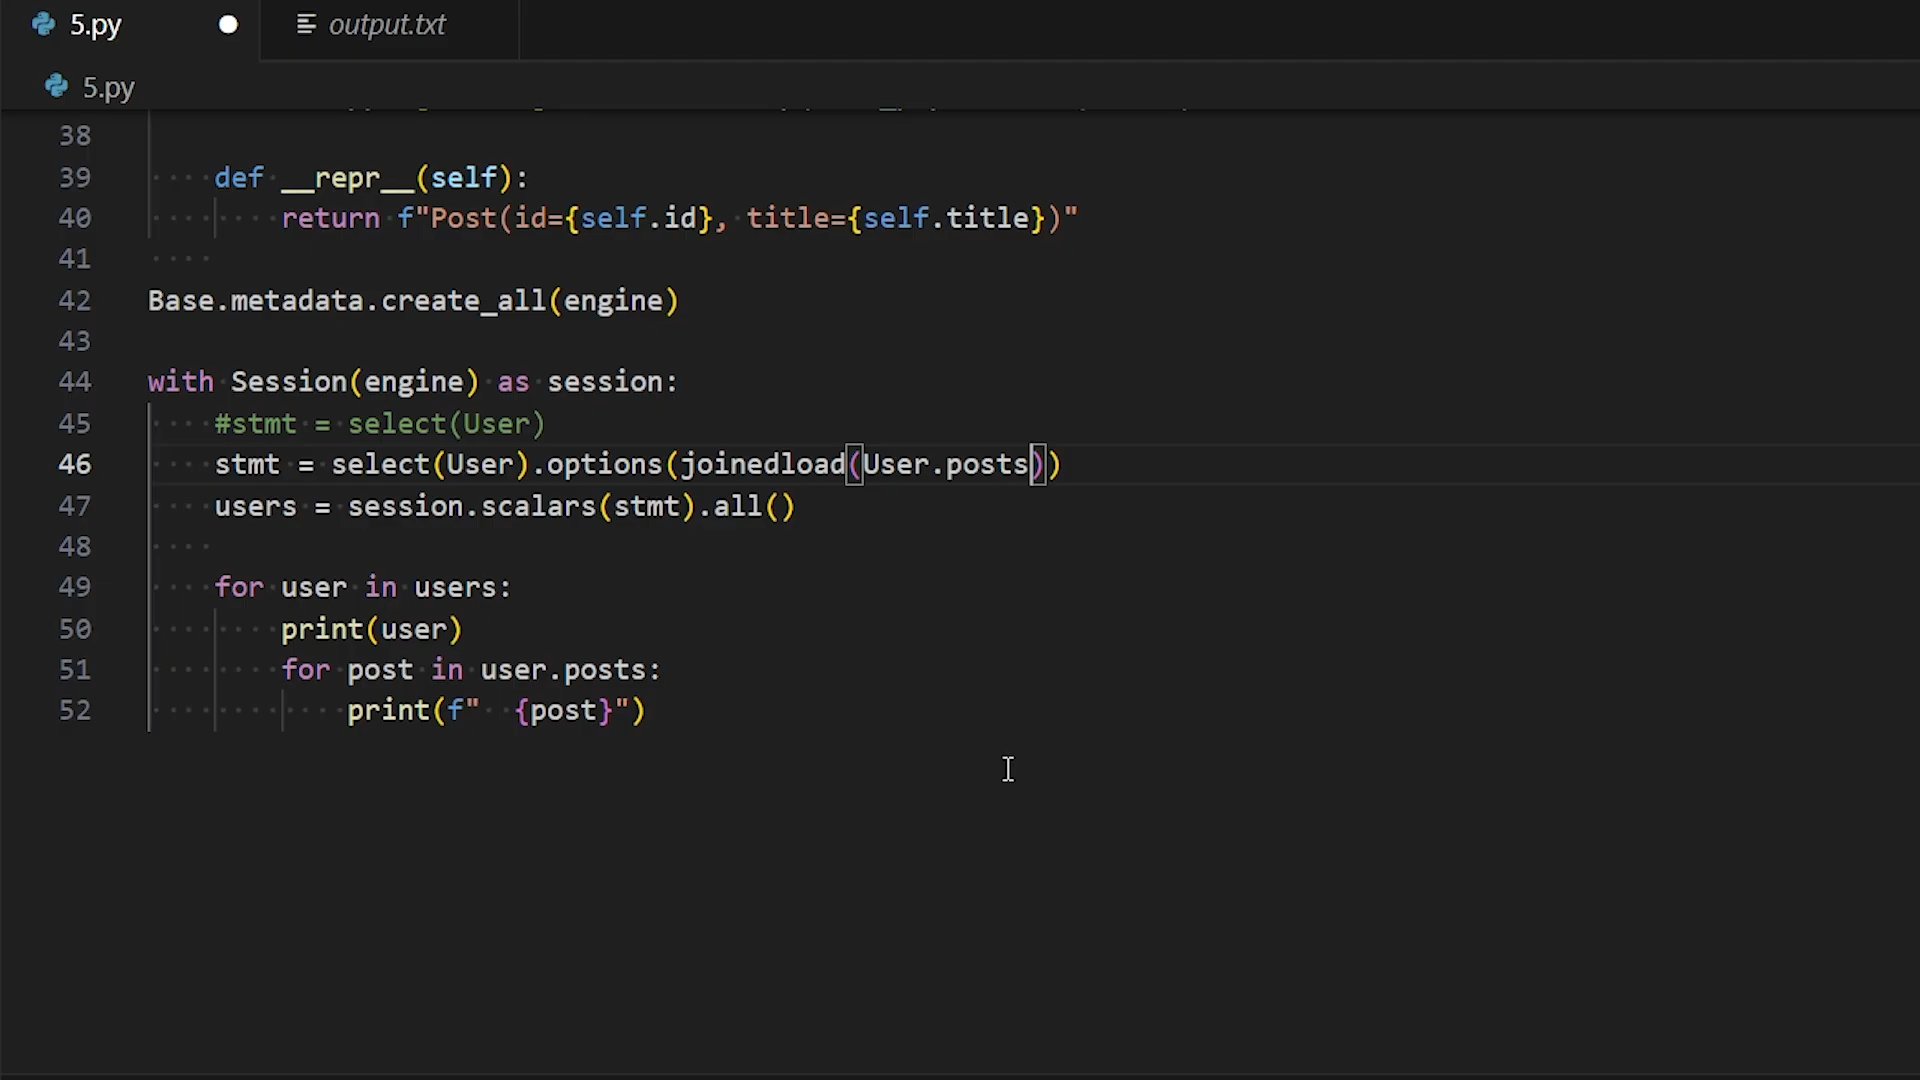 5.py
output.txt
5.py
38
39 def __repr__(self):
40 return f"Post(id={self.id}, title={self.title})"
41
42 Base.metadata.create_all(engine)
43
44 with Session(engine) as session:
45 #stmt = select(User)
46 stmt = select(User).options(joinedload(User.posts))
47 users = session.scalars(stmt).all()
48
49 for user in users:
50 print(user)
51 for post in user.posts:
52 print(f"  {post}")